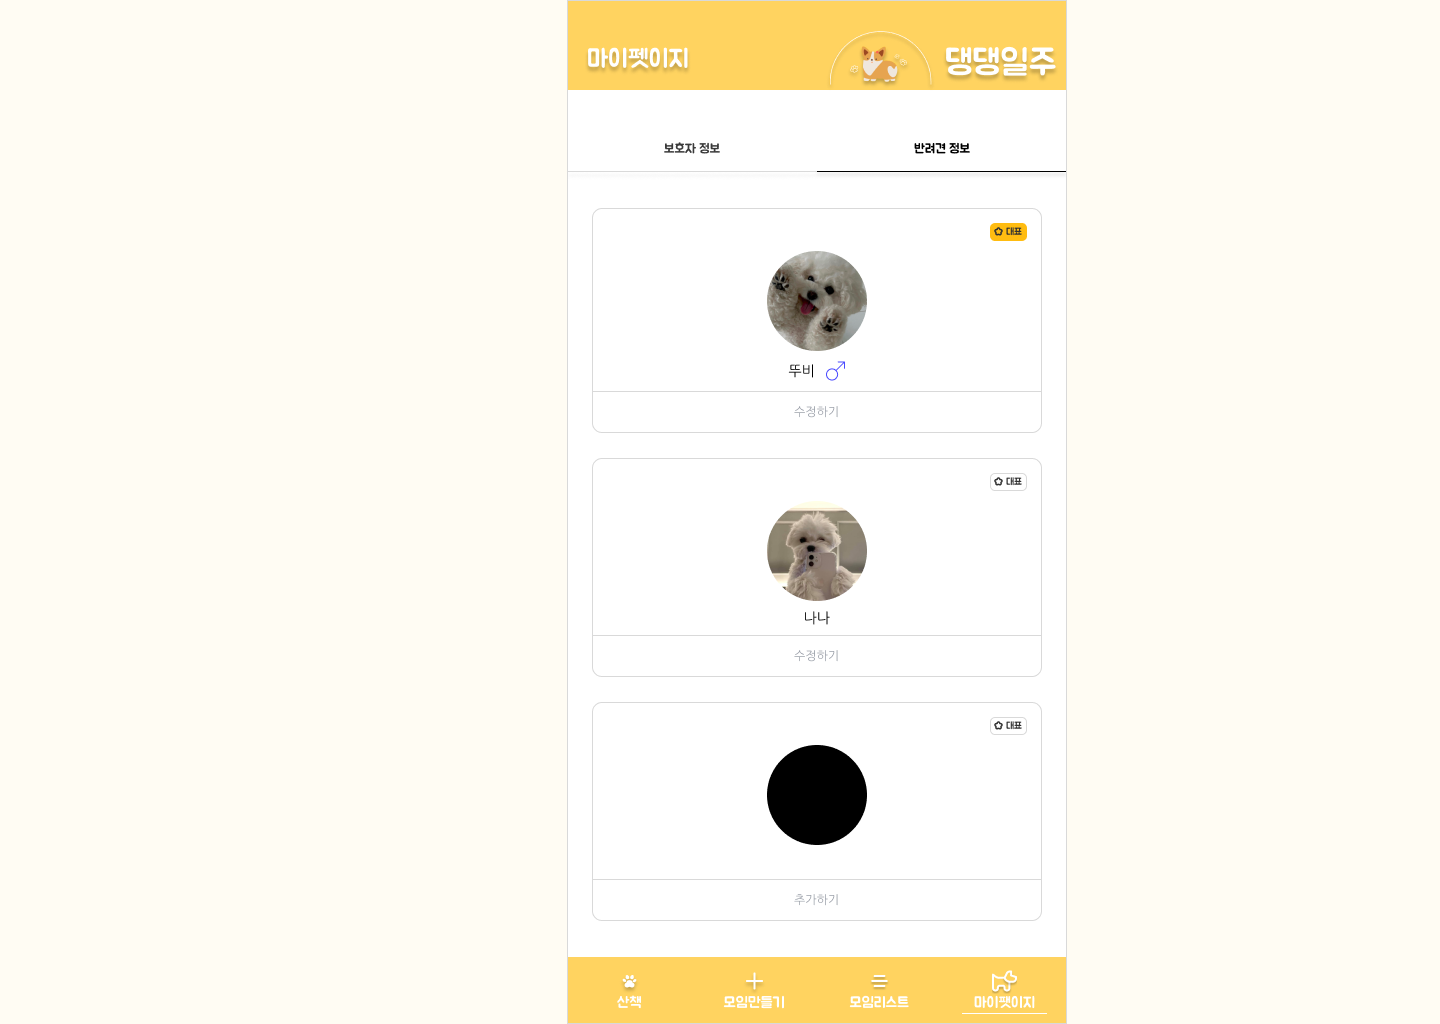 마이펫이지
댕댕일주
보호자 정보
반려견 정보
대표
뚜비
수정하기
대표
나나
수정하기
대표
추가하기
산책
모임만들기
모임리스트
마이팻이지